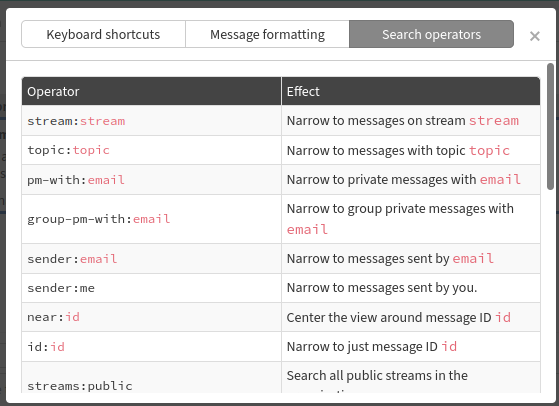 Keyboard shortcuts Message formatting Search operators ×
Operator Effect
stream:stream Narrow to messages on stream stream
topic:topic Narrow to messages with topic topic
pm-with:email Narrow to private messages with email
group-pm-with:email Narrow to group private messages with
email
sender:email Narrow to messages sent by email
sender:me Narrow to messages sent by you.
near:id Center the view around message ID id
id:id Narrow to just message ID id
streams:public Search all public streams in the